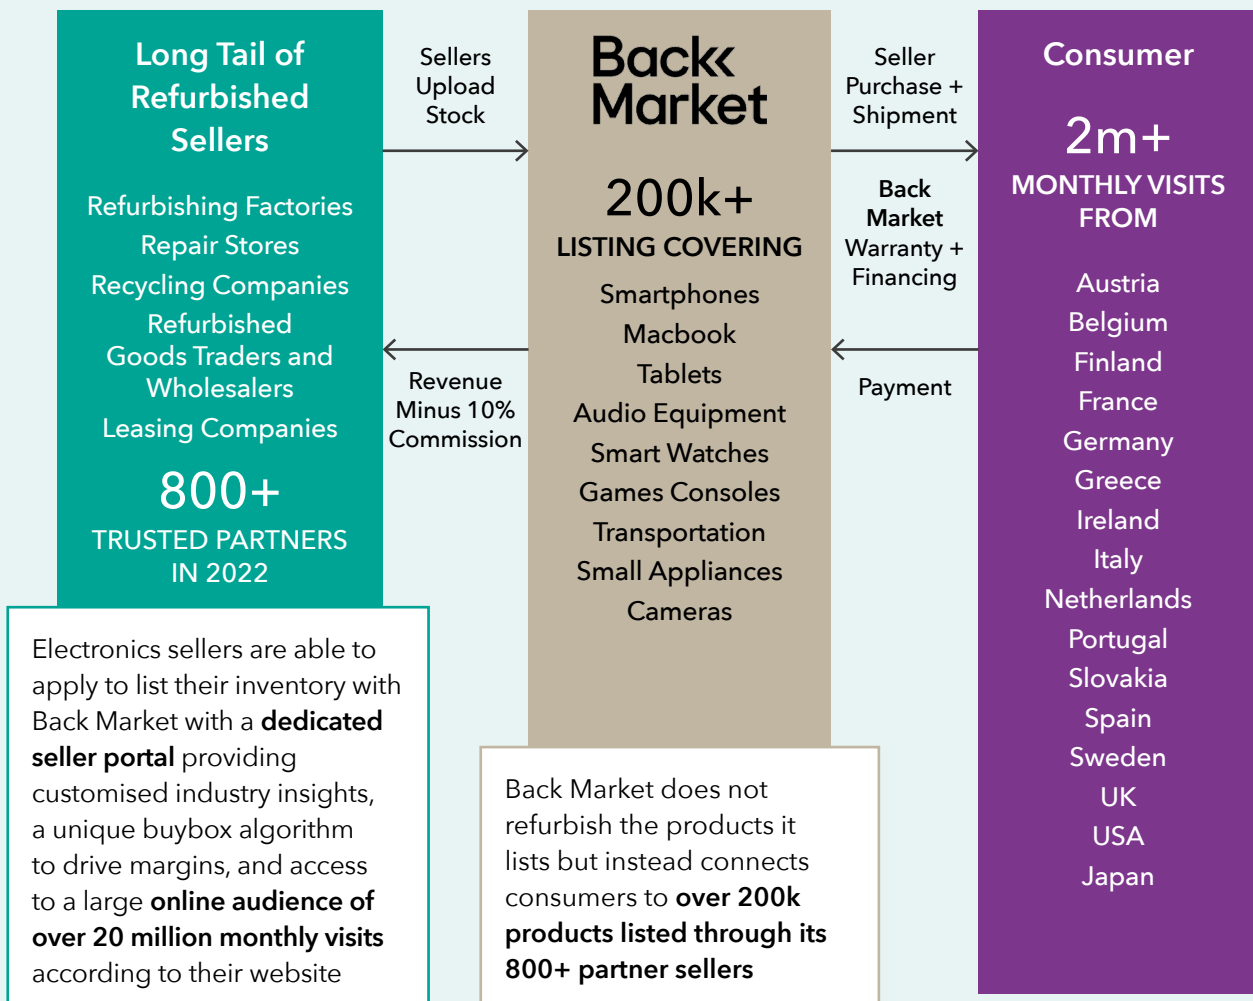 Long Tail of
Refurbished
Sellers
Refurbishing Factories
Repair Stores
Recycling Companies
Refurbished
Goods Traders and
Wholesalers
Leasing Companies
800+
TRUSTED PARTNERS
IN 2022
Electronics sellers are able to
apply to list their inventory with
Back Market with a dedicated
seller portal providing
customised industry insights,
a unique buybox algorithm
to drive margins, and access
to a large online audience of
over 20 million monthly visits
according to their website
Sellers
Upload
Stock
Revenue
Minus 10%
Commission
Back
Market
200k+
LISTING COVERING
Smartphones
Macbook
Tablets
Audio Equipment
Smart Watches
Games Consoles
Transportation
Small Appliances
Cameras
Back Market does not
refurbish the products it
lists but instead connects
consumers to over 200k
products listed through its
800+ partner sellers
Seller
Purchase +
Shipment
Back
Market
Warranty +
Financing
Payment
Consumer
2m+
MONTHLY VISITS
FROM
Austria
Belgium
Finland
France
Germany
Greece
Ireland
Italy
Netherlands
Portugal
Slovakia
Spain
Sweden
UK
USA
Japan